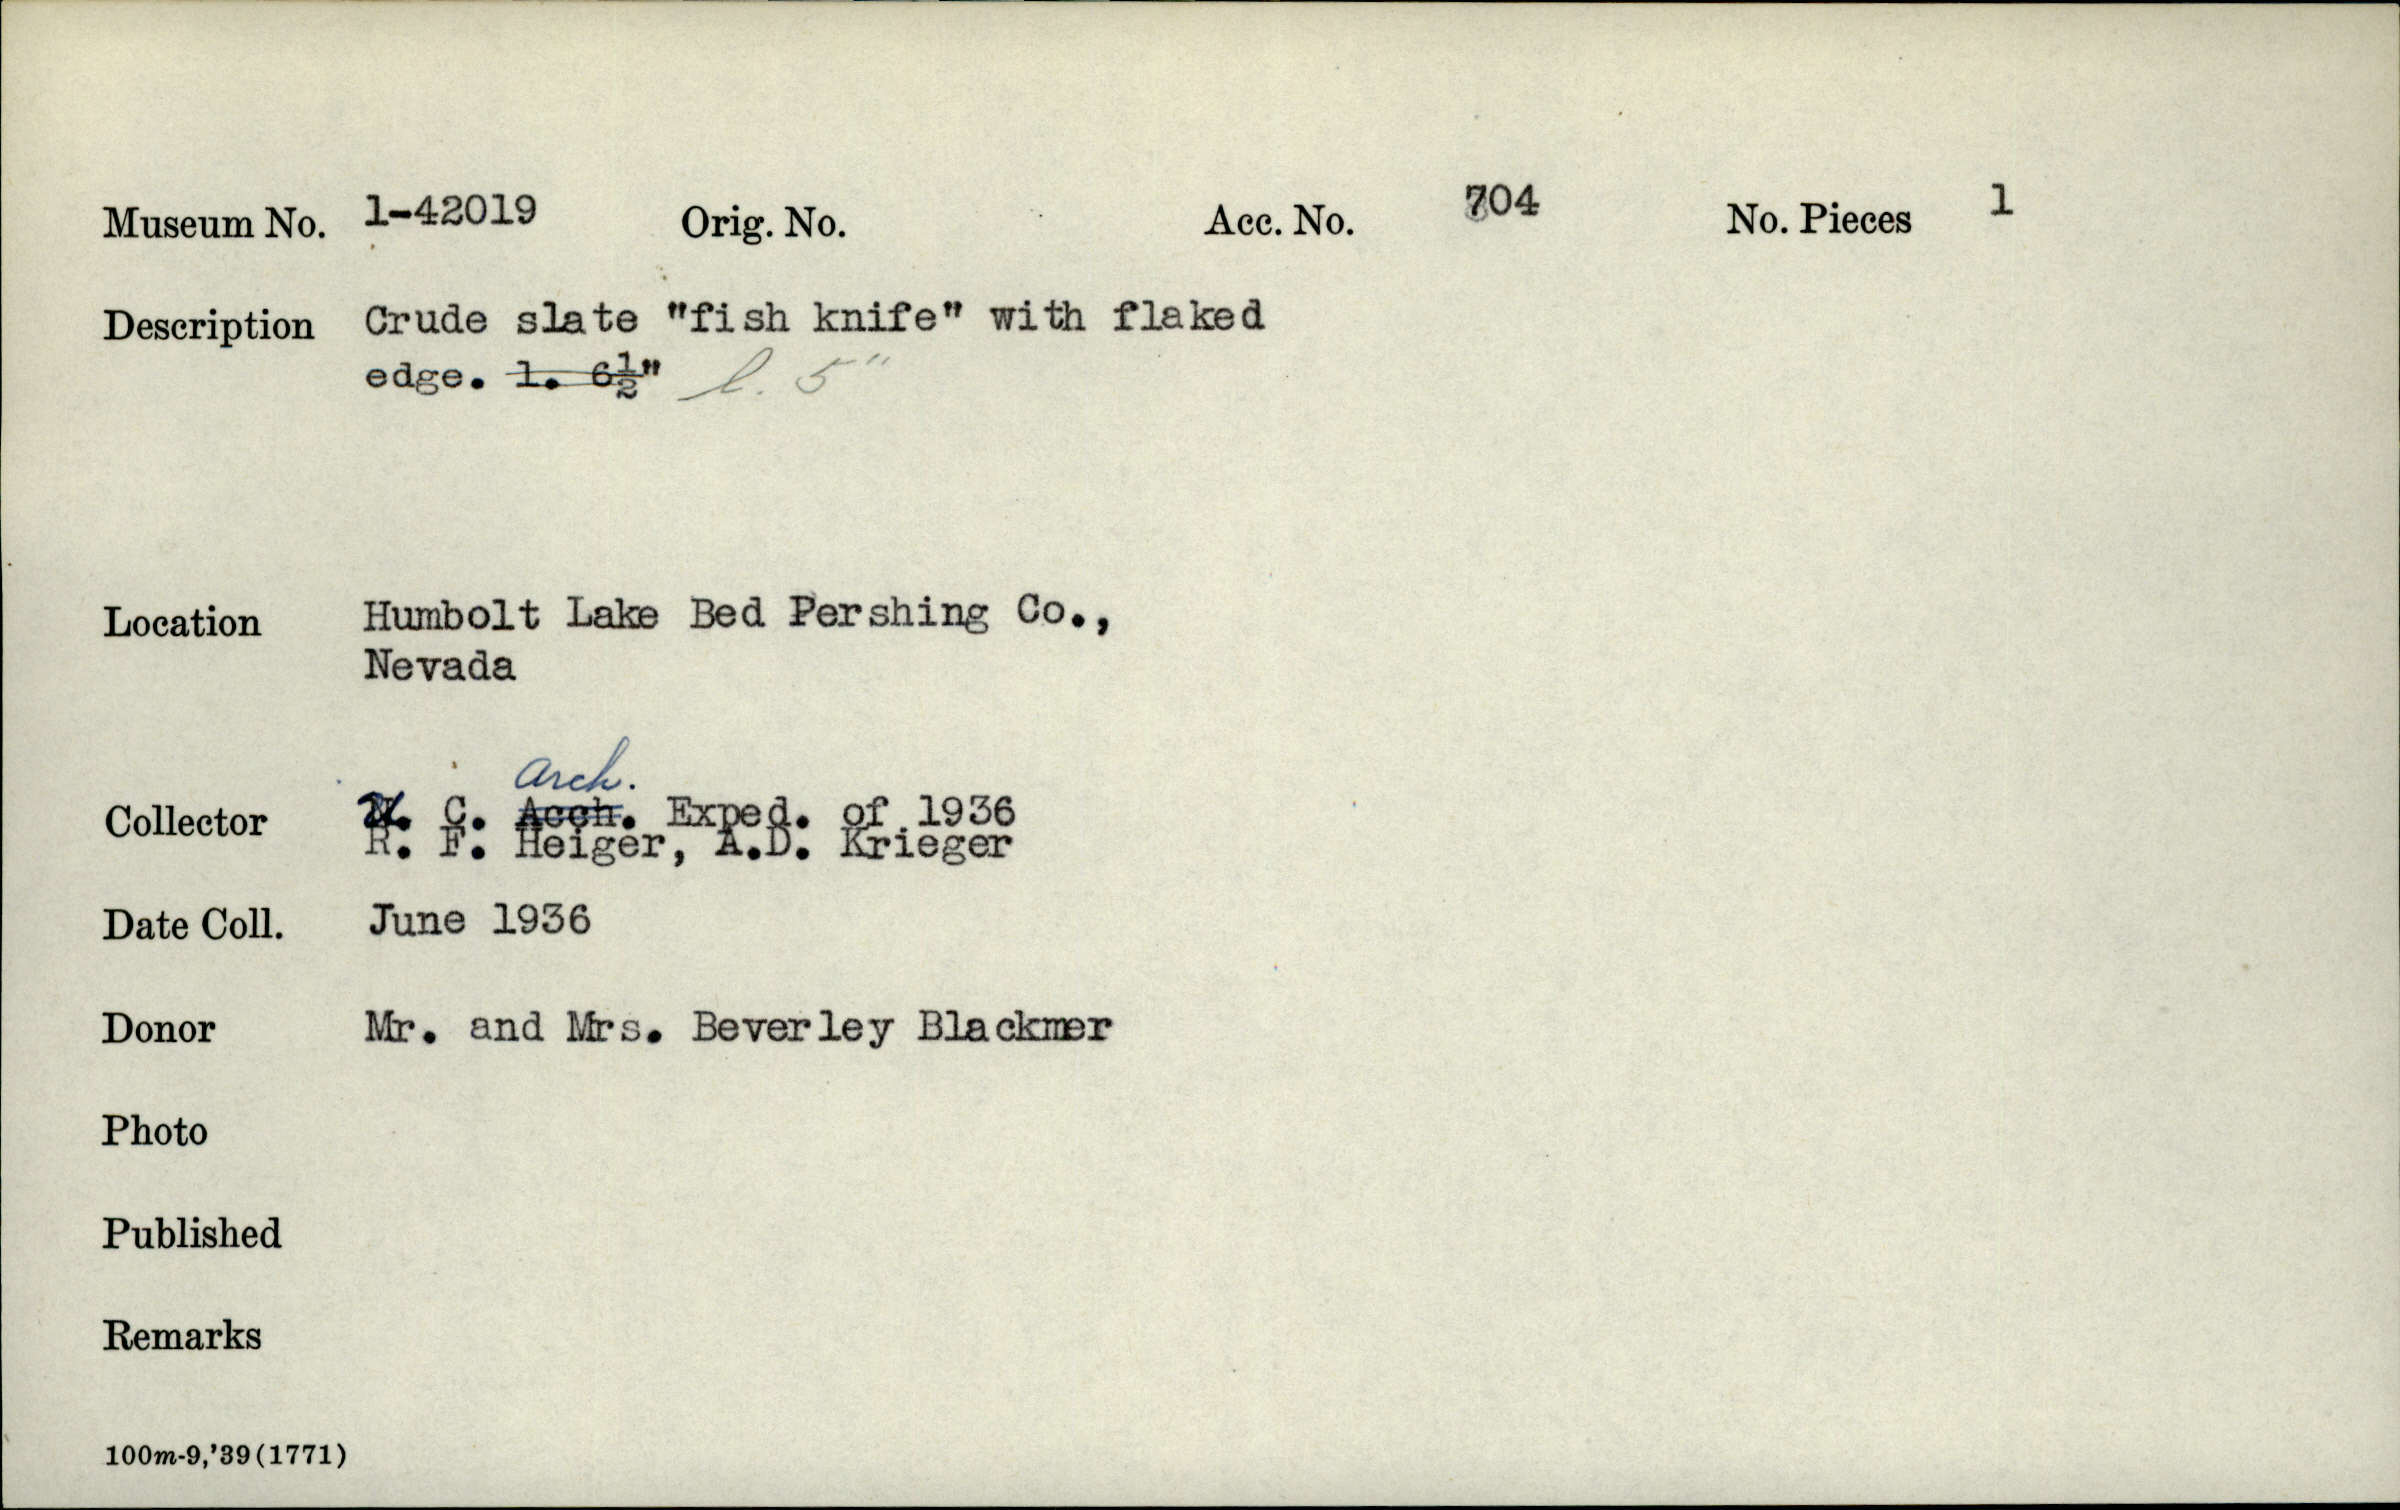 Museum No. 1-42019 Orig. No. Acc. No. 704 No. Pieces 1
Description Crude slate "fish knife" with flaked
edge. l. 6½" l. 5"
Location Humbolt Lake Bed Pershing Co.,
Nevada
Arch.
Collector U. C. Acch. Exped. of 1936
R. F. Heiger, A.D. Krieger
Date Coll. June 1936
Donor Mr. and Mrs. Beverley Blackmer
Photo
Published
Remarks
100m-9,'39(1771)